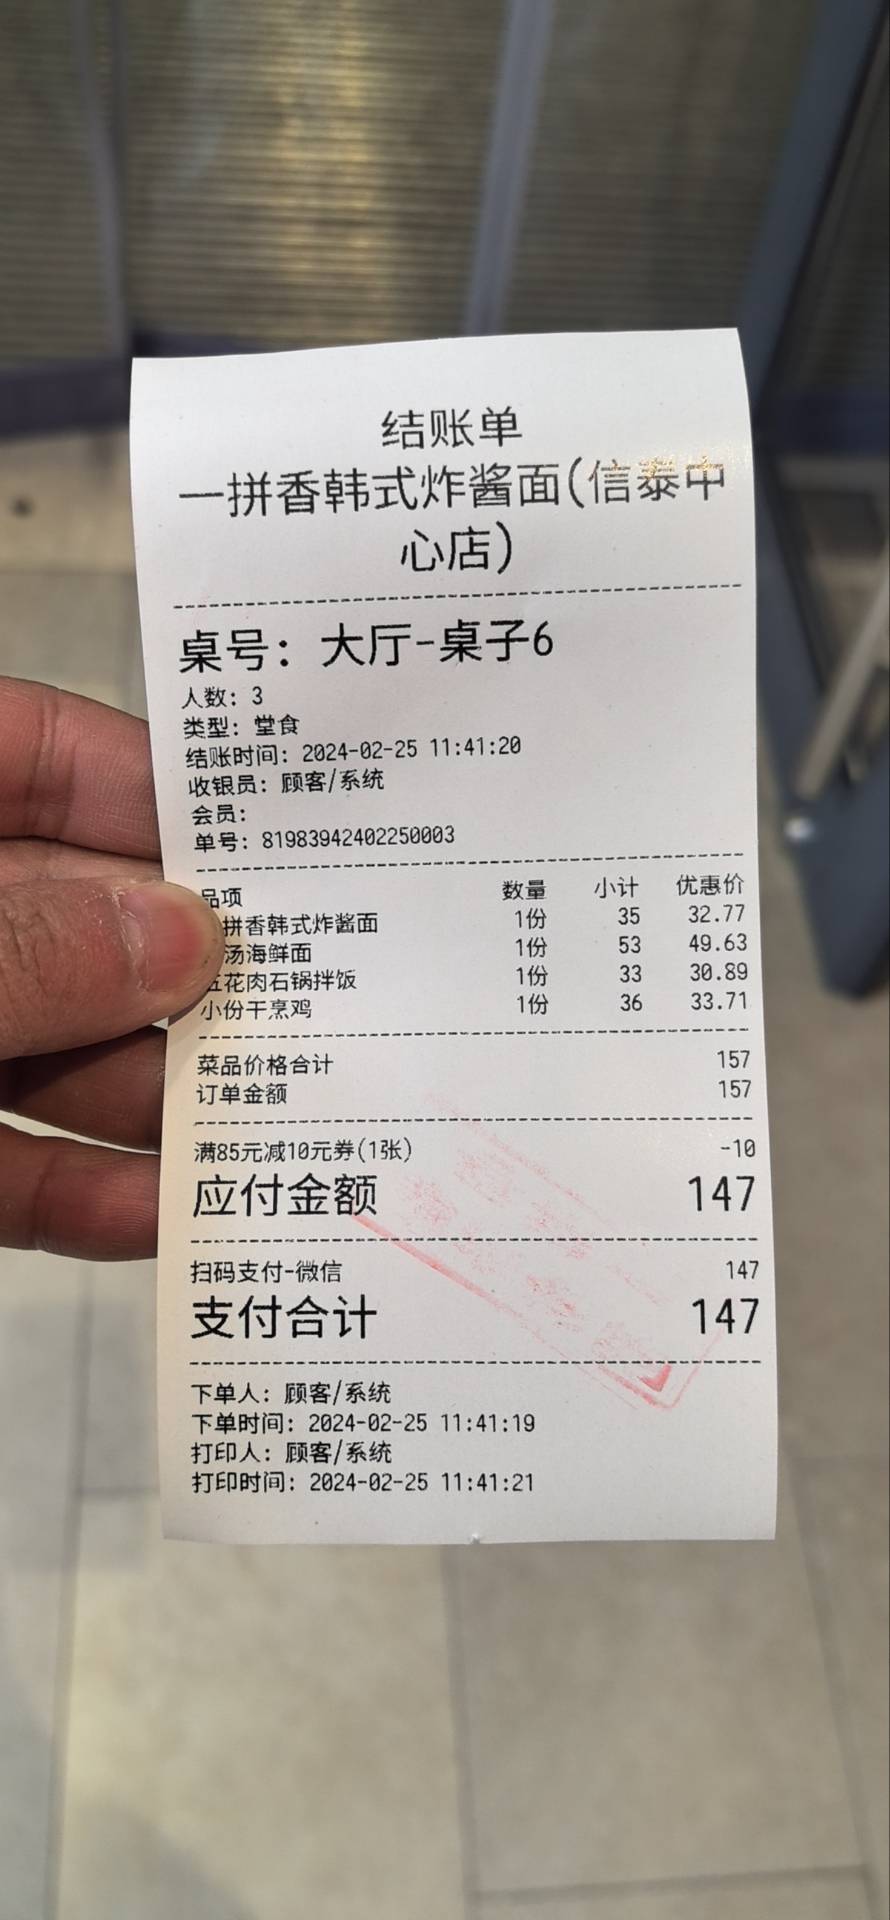 结账单
一拼香韩式炸酱面(信泰中
心店)
桌号: 大厅-桌子6
人数: 3
类型: 堂食
结账时间: 2024-02-25 11:41:20
收银员: 顾客/系统
会员:
单号: 81983942402250003
品项 数量 小计 优惠价
拼香韩式炸酱面 1份 35 32.77
汤海鲜面 1份 53 49.63
五花肉石锅拌饭 1份 33 30.89
小份干烹鸡 1份 36 33.71
菜品价格合计 157
订单金额 157
满85元减10元券(1张) -10
应付金额 147
扫码支付-微信 147
支付合计 147
下单人: 顾客/系统
下单时间: 2024-02-25 11:41:19
打印人: 顾客/系统
打印时间: 2024-02-25 11:41:21